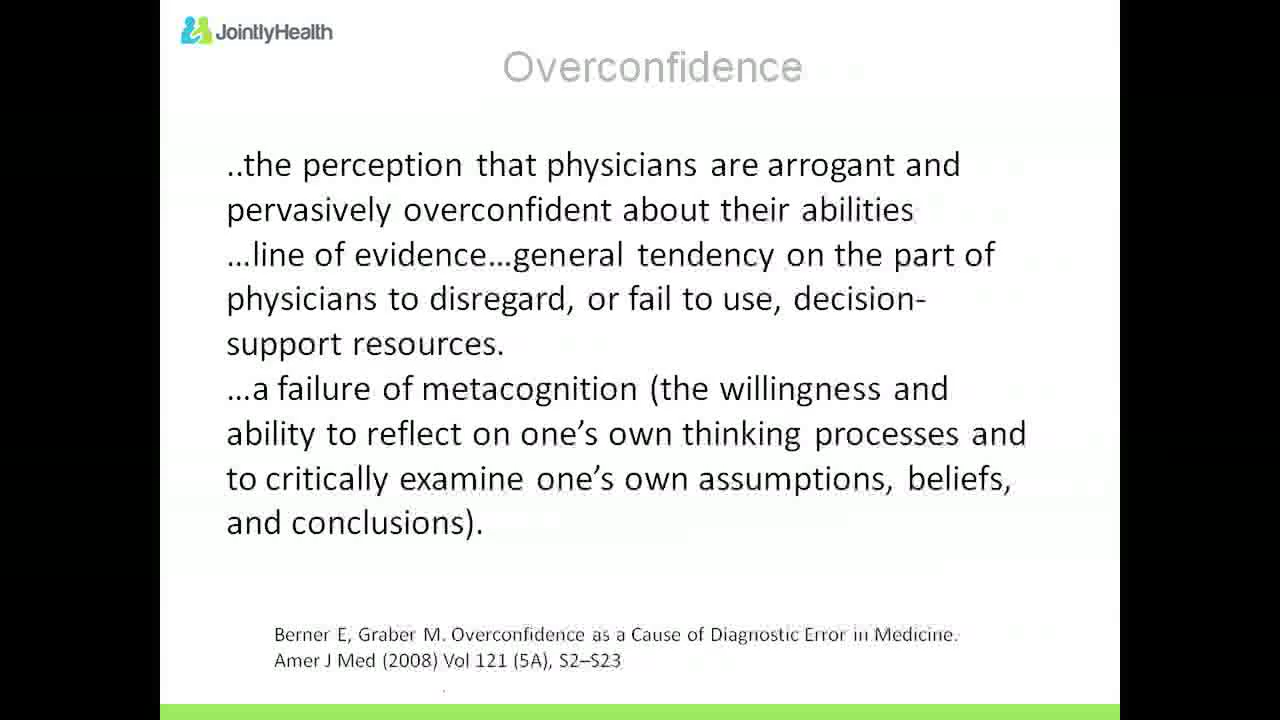 JointlyHealth
Overconfidence
..the perception that physicians are arrogant and
pervasively overconfident about their abilities
...line of evidence...general tendency on the part of
physicians to disregard, or fail to use, decision-
support resources.
...a failure of metacognition (the willingness and
ability to reflect on one’s own thinking processes and
to critically examine one’s own assumptions, beliefs,
and conclusions).
Berner E, Graber M. Overconfidence as a Cause of Diagnostic Error in Medicine.
Amer J Med (2008) Vol 121 (5A), S2–S23